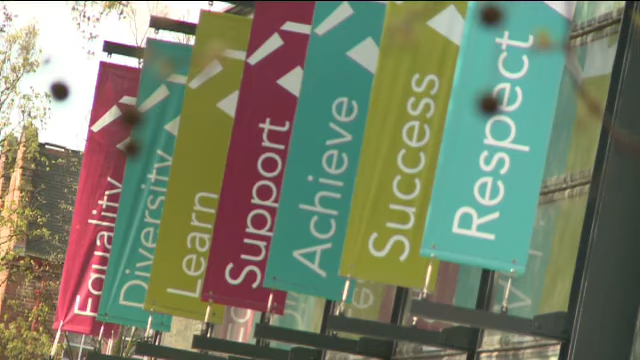 Equality
Diversity
Learn
Support
Achieve
Success
Respect